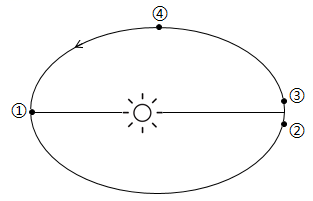 ④
③
①
②